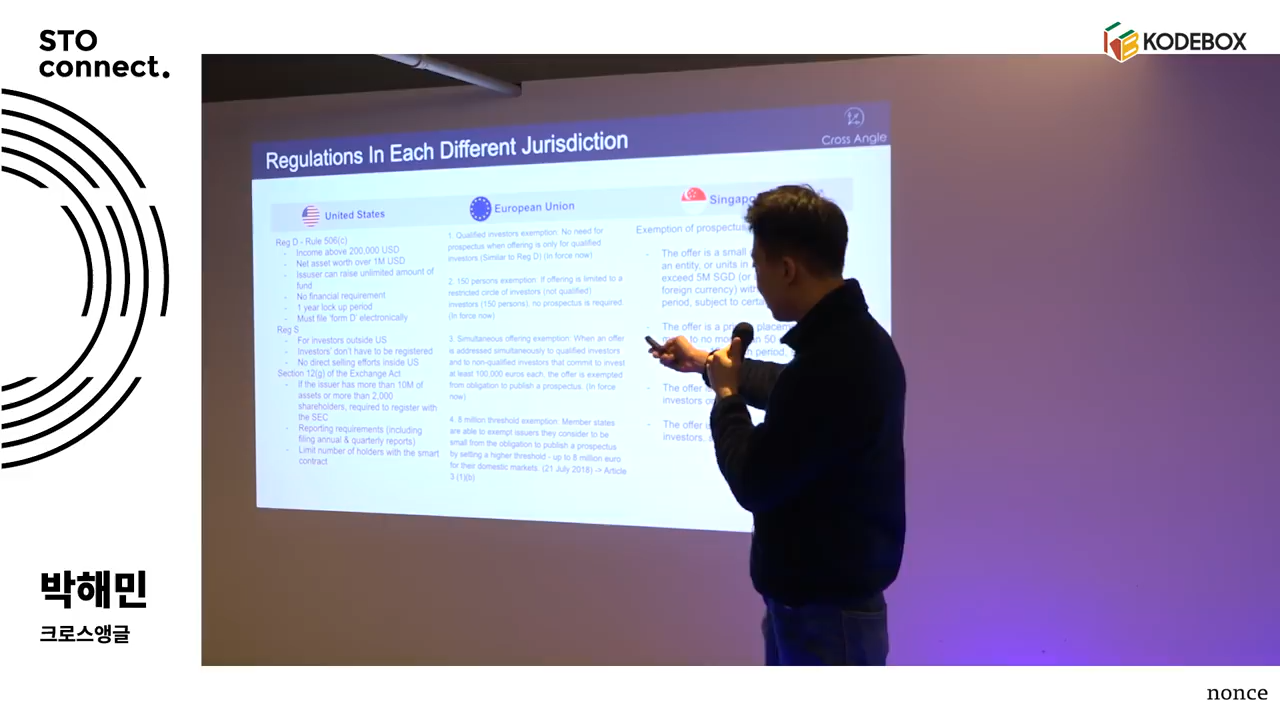 STO
connect.
KODEBOX
Regulations In Each Different Jurisdiction
Cross Angle
United States
Reg D - Rule 506(c)
- Income above 200,000 USD
- Net asset worth over 1M USD
- Issuser can raise unlimited amount of
fund
- No financial requirement
- 1 year lock up period
- Must file 'form D' electronically
Reg S
- For investors outside US
- Investors' don't have to be registered
- No direct selling efforts inside US
Section 12(g) of the Exchange Act
- If the issuer has more than 10M of
assets or more than 2,000
shareholders, required to register with
the SEC
- Reporting requirements (including
filing annual & quarterly reports)
- Limit number of holders with the smart
contract
European Union
1. Qualified investors exemption. No need for
prospectus when offering is only for qualified
investors (Similar to Reg D) (In force now)
2. 150 persons exemption. If offering is limited to a
restricted circle of investors (not qualified)
investors (150 persons), no prospectus is required.
(In force now)
3. Simultaneous offering exemption: When an offer
is addressed simultaneously to qualified investors
and to non-qualified investors that commit to invest
at least 100,000 euros each, the offer is exempted
from obligation to publish a prospectus. (In force
now)
4. 8 million threshold exemption: Member states
are able to exempt issuers they consider to be
small from the obligation to publish a prospectus
by setting a higher threshold - up to 8 million euro
for their domestic markets. (21 July 2018) -> Article
3 (1)(b)
Singapo
Exemption of prospectus
- The offer is a small
an entity, or units in
exceed 5M SGD (or
foreign currency) with
period, subject to certa
- The offer is a placem
to no mo an 50
period,
- The offer
investors
- The offer
investors,
박해민
크로스앵글
nonce